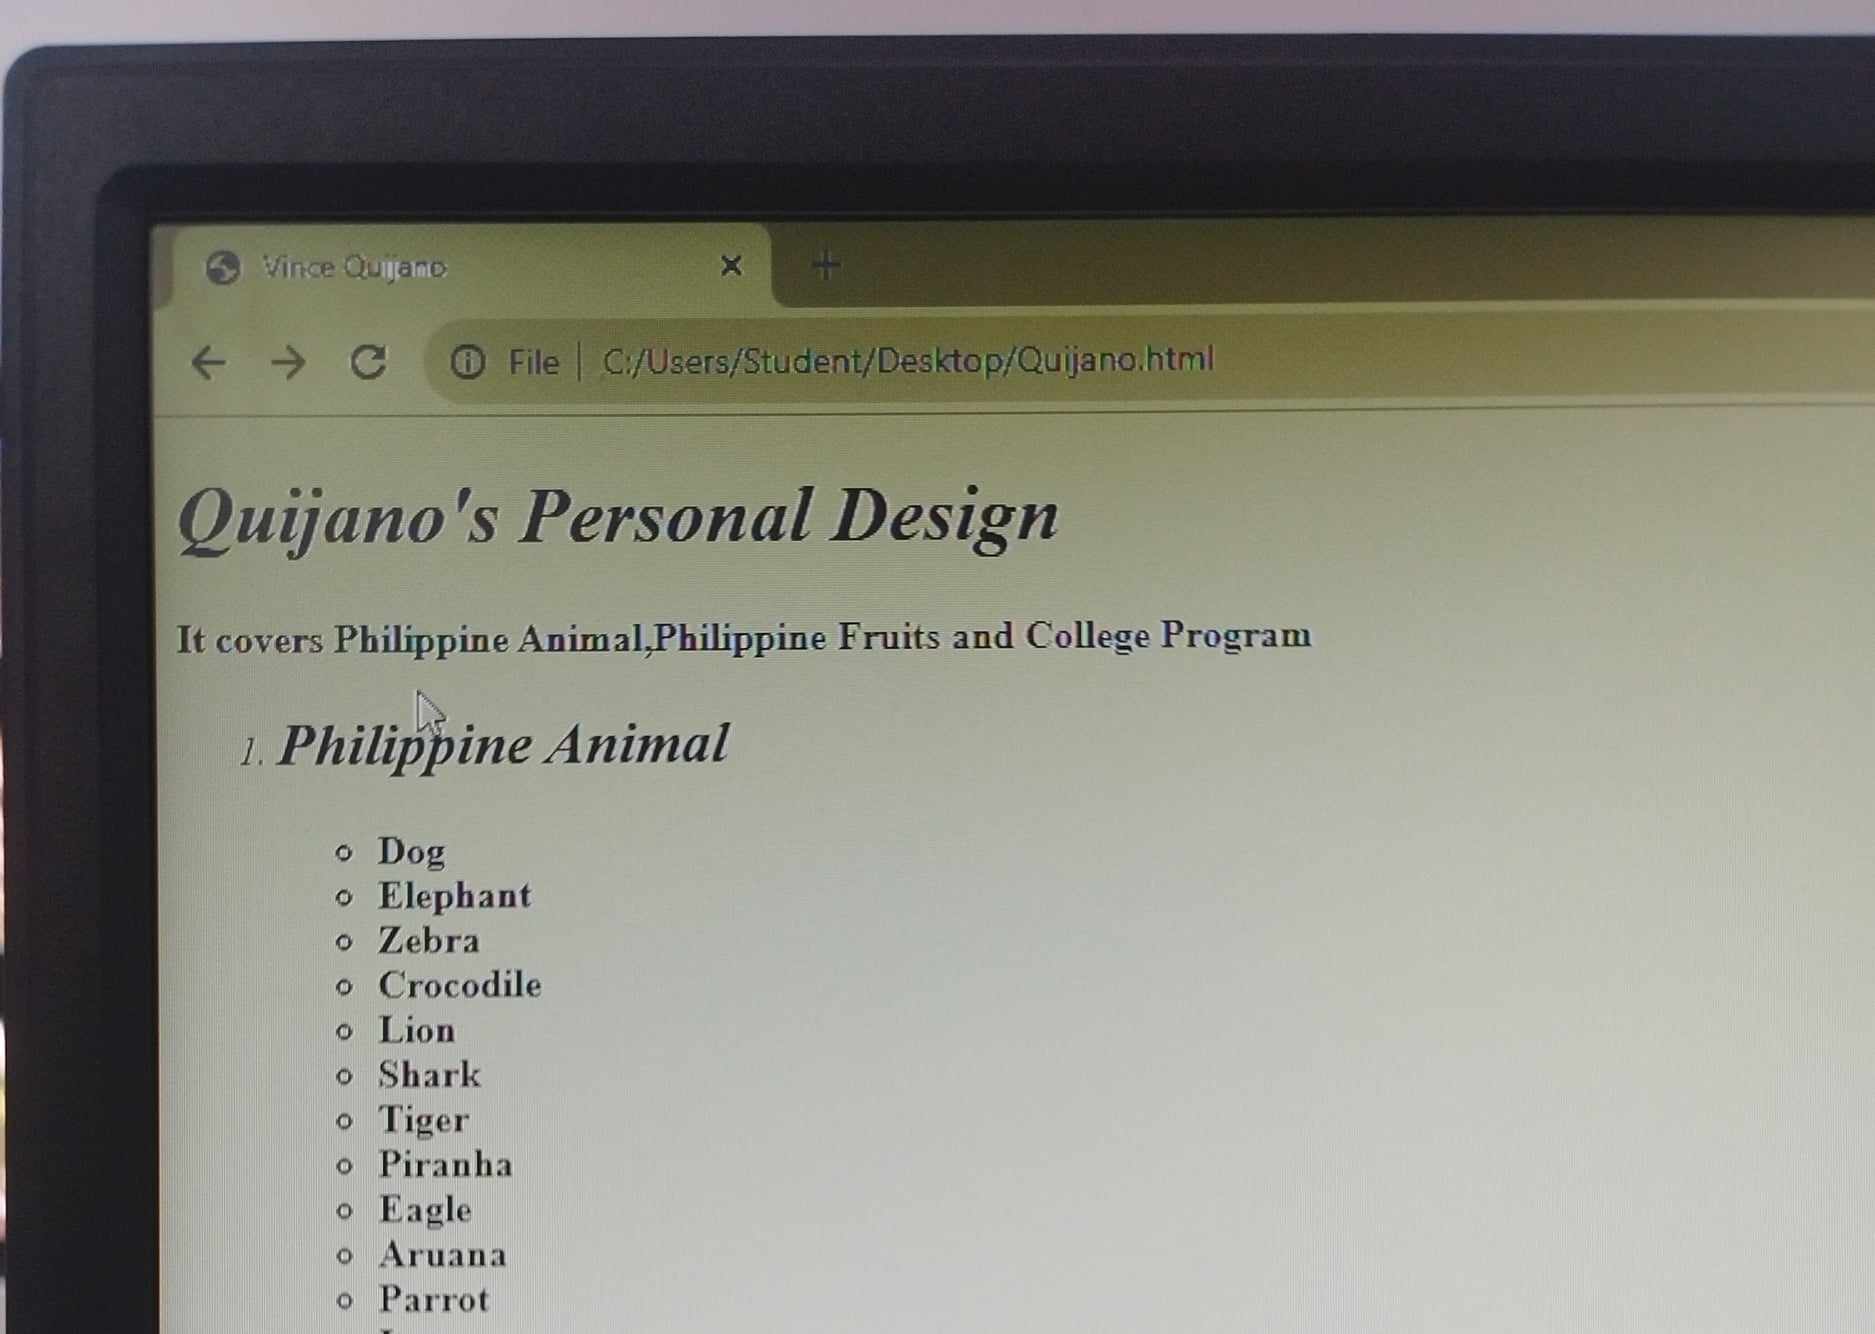 Vince Quijano
File | C:/Users/Student/Desktop/Quijano.html
Quijano's Personal Design
It covers Philippine Animal,Philippine Fruits and College Program
1. Philippine Animal
Dog
Elephant
Zebra
Crocodile
Lion
Shark
Tiger
Piranha
Eagle
Aruana
Parrot